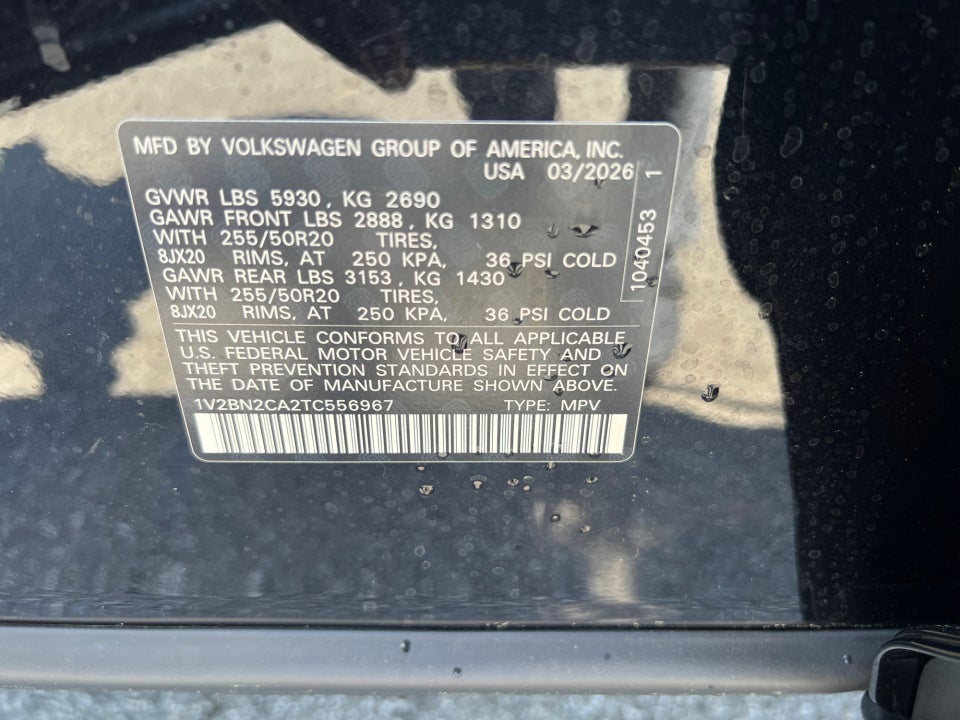 MFD BY VOLKSWAGEN GROUP OF AMERICA, INC.
USA 03/2026
GVWR LBS 5930, KG 2690
GAWR FRONT LBS 2888, KG 1310
WITH 255/50R20 TIRES,
8JX20 RIMS, AT 250 KPA, 36 PSI COLD
GAWR REAR LBS 3153, KG 1430
WITH 255/50R20 TIRES,
8JX20 RIMS, AT 250 KPA, 36 PSI COLD
THIS VEHICLE CONFORMS TO ALL APPLICABLE
U.S. FEDERAL MOTOR VEHICLE SAFETY AND
THEFT PREVENTION STANDARDS IN EFFECT ON
THE DATE OF MANUFACTURE SHOWN ABOVE.
1V2BN2CA2TC556967 TYPE: MPV
1040453 1